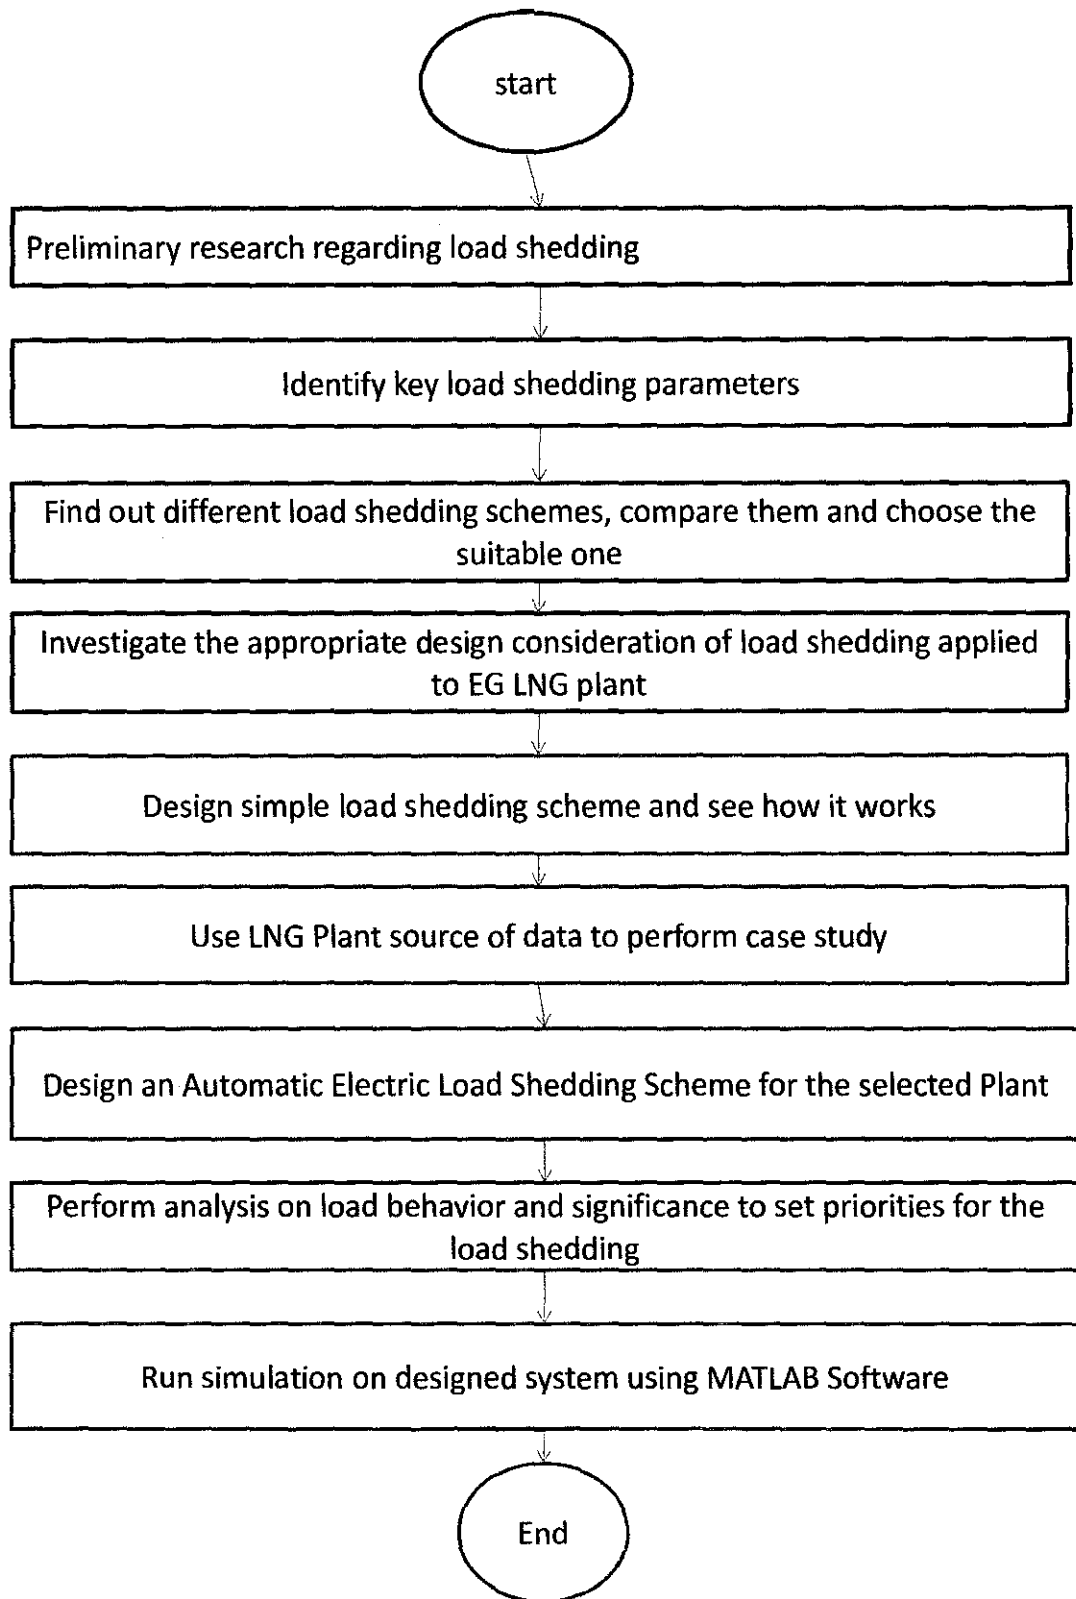 start
Preliminary research regarding load shedding
Identify key load shedding parameters
Find out different load shedding schemes, compare them and choose the
suitable one
Investigate the appropriate design consideration of load shedding applied
to EG LNG plant
Design simple load shedding scheme and see how it works
Use LNG Plant source of data to perform case study
Design an Automatic Electric Load Shedding Scheme for the selected Plant
Perform analysis on load behavior and significance to set priorities for the
load shedding
Run simulation on designed system using MATLAB Software
End